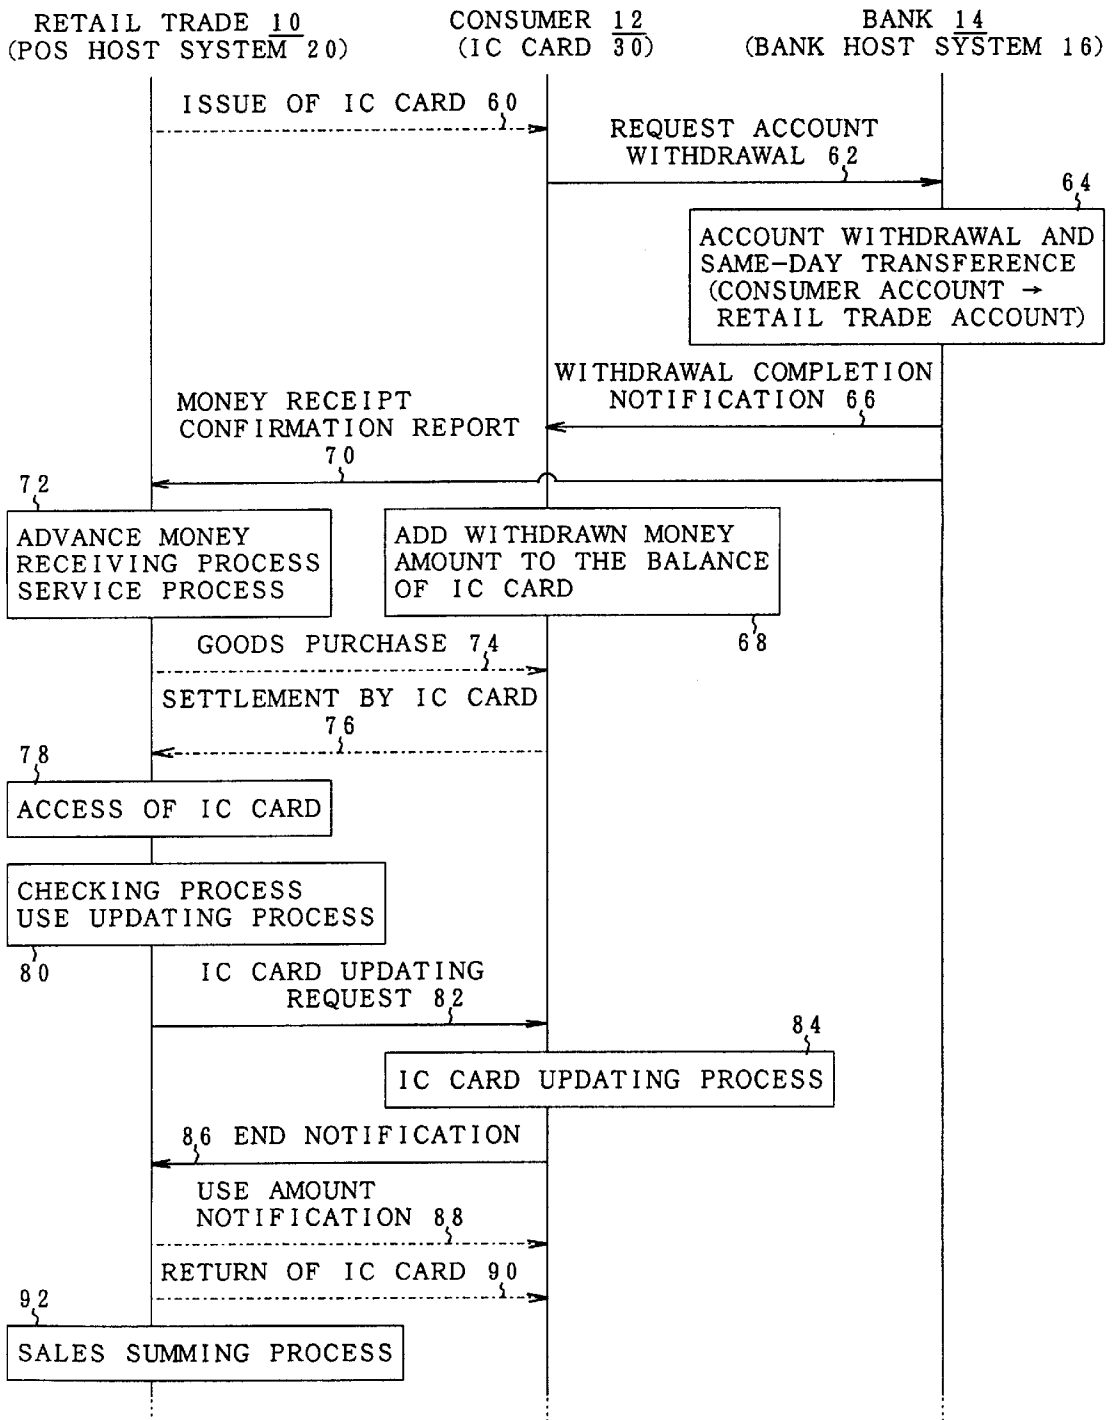 RETAIL TRADE 10
(POS HOST SYSTEM 20)
CONSUMER 12
(IC CARD 30)
BANK 14
(BANK HOST SYSTEM 16)
ISSUE OF IC CARD 60
REQUEST ACCOUNT
WITHDRAWAL 62
64
ACCOUNT WITHDRAWAL AND
SAME-DAY TRANSFERENCE
(CONSUMER ACCOUNT →
RETAIL TRADE ACCOUNT)
WITHDRAWAL COMPLETION
NOTIFICATION 66
MONEY RECEIPT
CONFIRMATION REPORT
70
72
ADVANCE MONEY
RECEIVING PROCESS
SERVICE PROCESS
ADD WITHDRAWN MONEY
AMOUNT TO THE BALANCE
OF IC CARD
68
GOODS PURCHASE 74
SETTLEMENT BY IC CARD
76
78
ACCESS OF IC CARD
CHECKING PROCESS
USE UPDATING PROCESS
80
IC CARD UPDATING
REQUEST 82
84
IC CARD UPDATING PROCESS
86 END NOTIFICATION
USE AMOUNT
NOTIFICATION 88
RETURN OF IC CARD 90
92
SALES SUMMING PROCESS